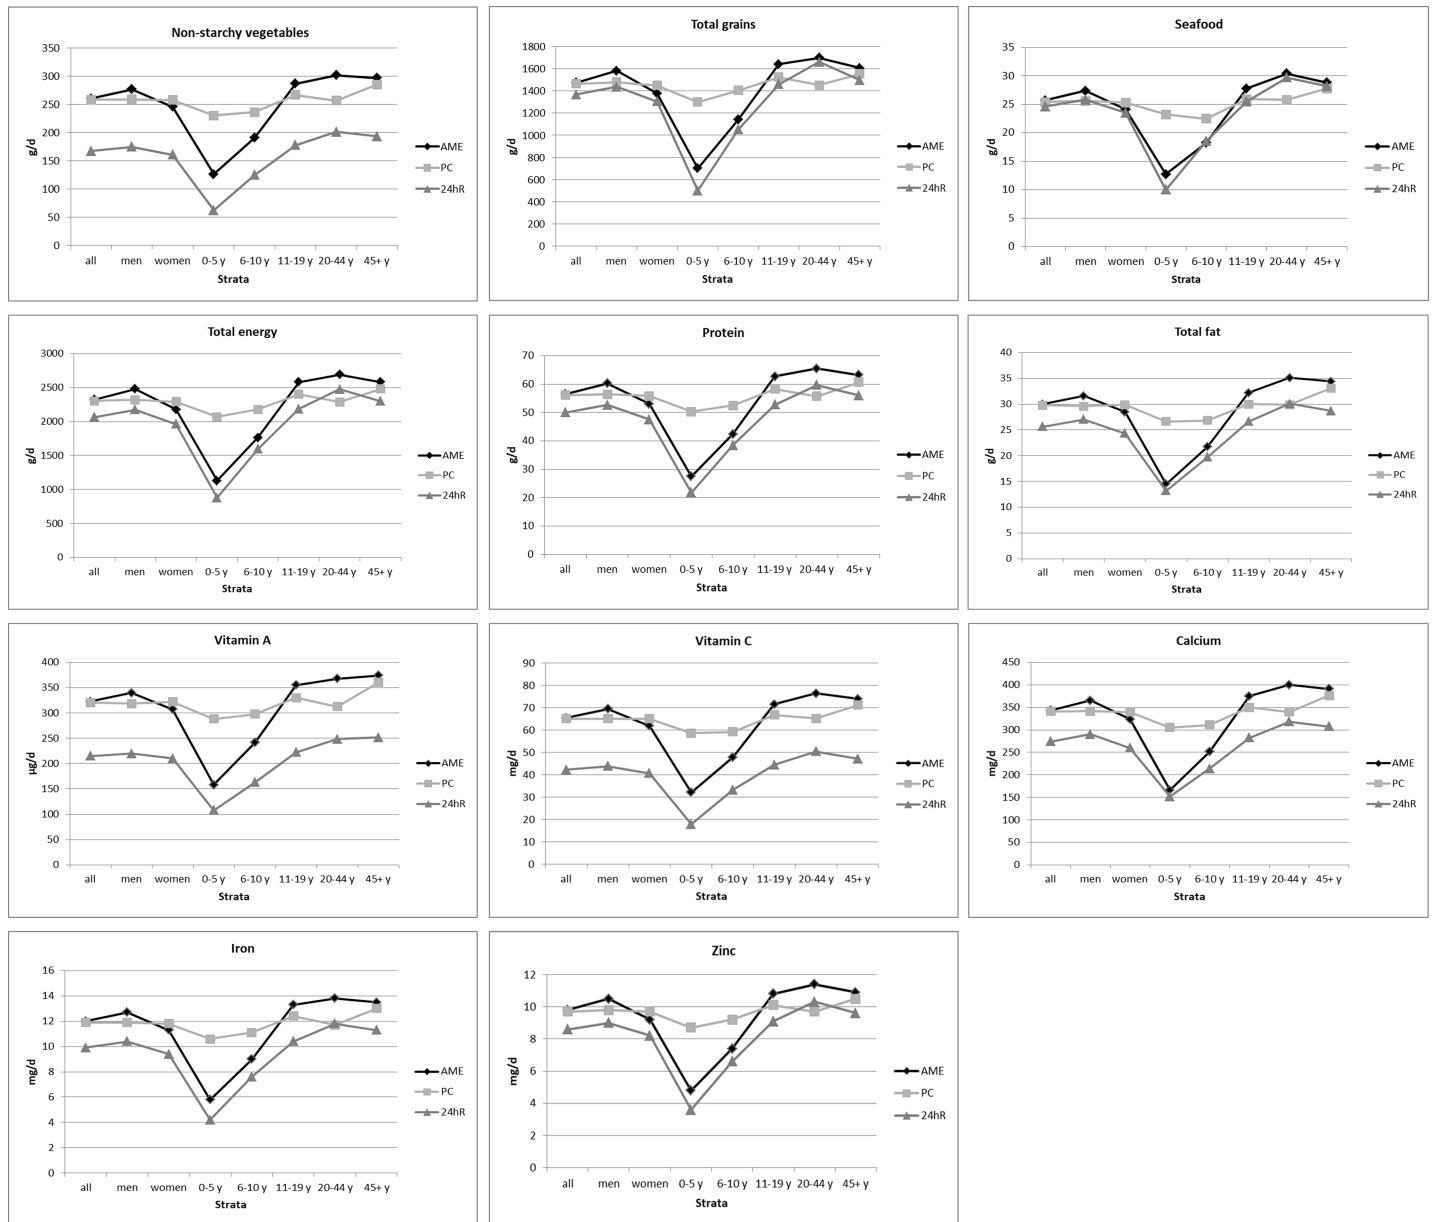 Non-starchy vegetables
350
300
250
200
150
100
50
0
g/d
all men women 0-5 y 6-10 y 11-19 y 20-44 y 45+ y
Strata
AME
PC
24hR
Total grains
1800
1600
1400
1200
1000
800
600
400
200
0
g/d
all men women 0-5 y 6-10 y 11-19 y 20-44 y 45+ y
Strata
AME
PC
24hR
Seafood
35
30
25
20
15
10
5
0
g/d
all men women 0-5 y 6-10 y 11-19 y 20-44 y 45+ y
Strata
AME
PC
24hR
Total energy
3000
2500
2000
1500
1000
500
0
g/d
all men women 0-5 y 6-10 y 11-19 y 20-44 y 45+ y
Strata
AME
PC
24hR
Protein
70
60
50
40
30
20
10
0
g/d
all men women 0-5 y 6-10 y 11-19 y 20-44 y 45+ y
Strata
AME
PC
24hR
Total fat
40
35
30
25
20
15
10
5
0
g/d
all men women 0-5 y 6-10 y 11-19 y 20-44 y 45+ y
Strata
AME
PC
24hR
Vitamin A
400
350
300
250
200
150
100
50
0
µg/d
all men women 0-5 y 6-10 y 11-19 y 20-44 y 45+ y
Strata
AME
PC
24hR
Vitamin C
90
80
70
60
50
40
30
20
10
0
mg/d
all men women 0-5 y 6-10 y 11-19 y 20-44 y 45+ y
Strata
AME
PC
24hR
Calcium
450
400
350
300
250
200
150
100
50
0
mg/d
all men women 0-5 y 6-10 y 11-19 y 20-44 y 45+ y
Strata
AME
PC
24hR
Iron
16
14
12
10
8
6
4
2
0
mg/d
all men women 0-5 y 6-10 y 11-19 y 20-44 y 45+ y
Strata
AME
PC
24hR
Zinc
12
10
8
6
4
2
0
mg/d
all men women 0-5 y 6-10 y 11-19 y 20-44 y 45+ y
Strata
AME
PC
24hR